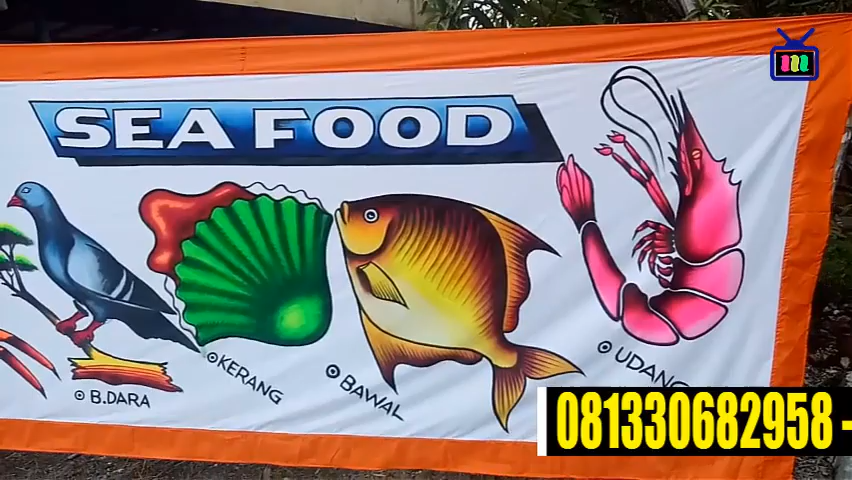 SEA FOOD
B.DARA
KERANG
BAWAL
UDANG
081330682958 -